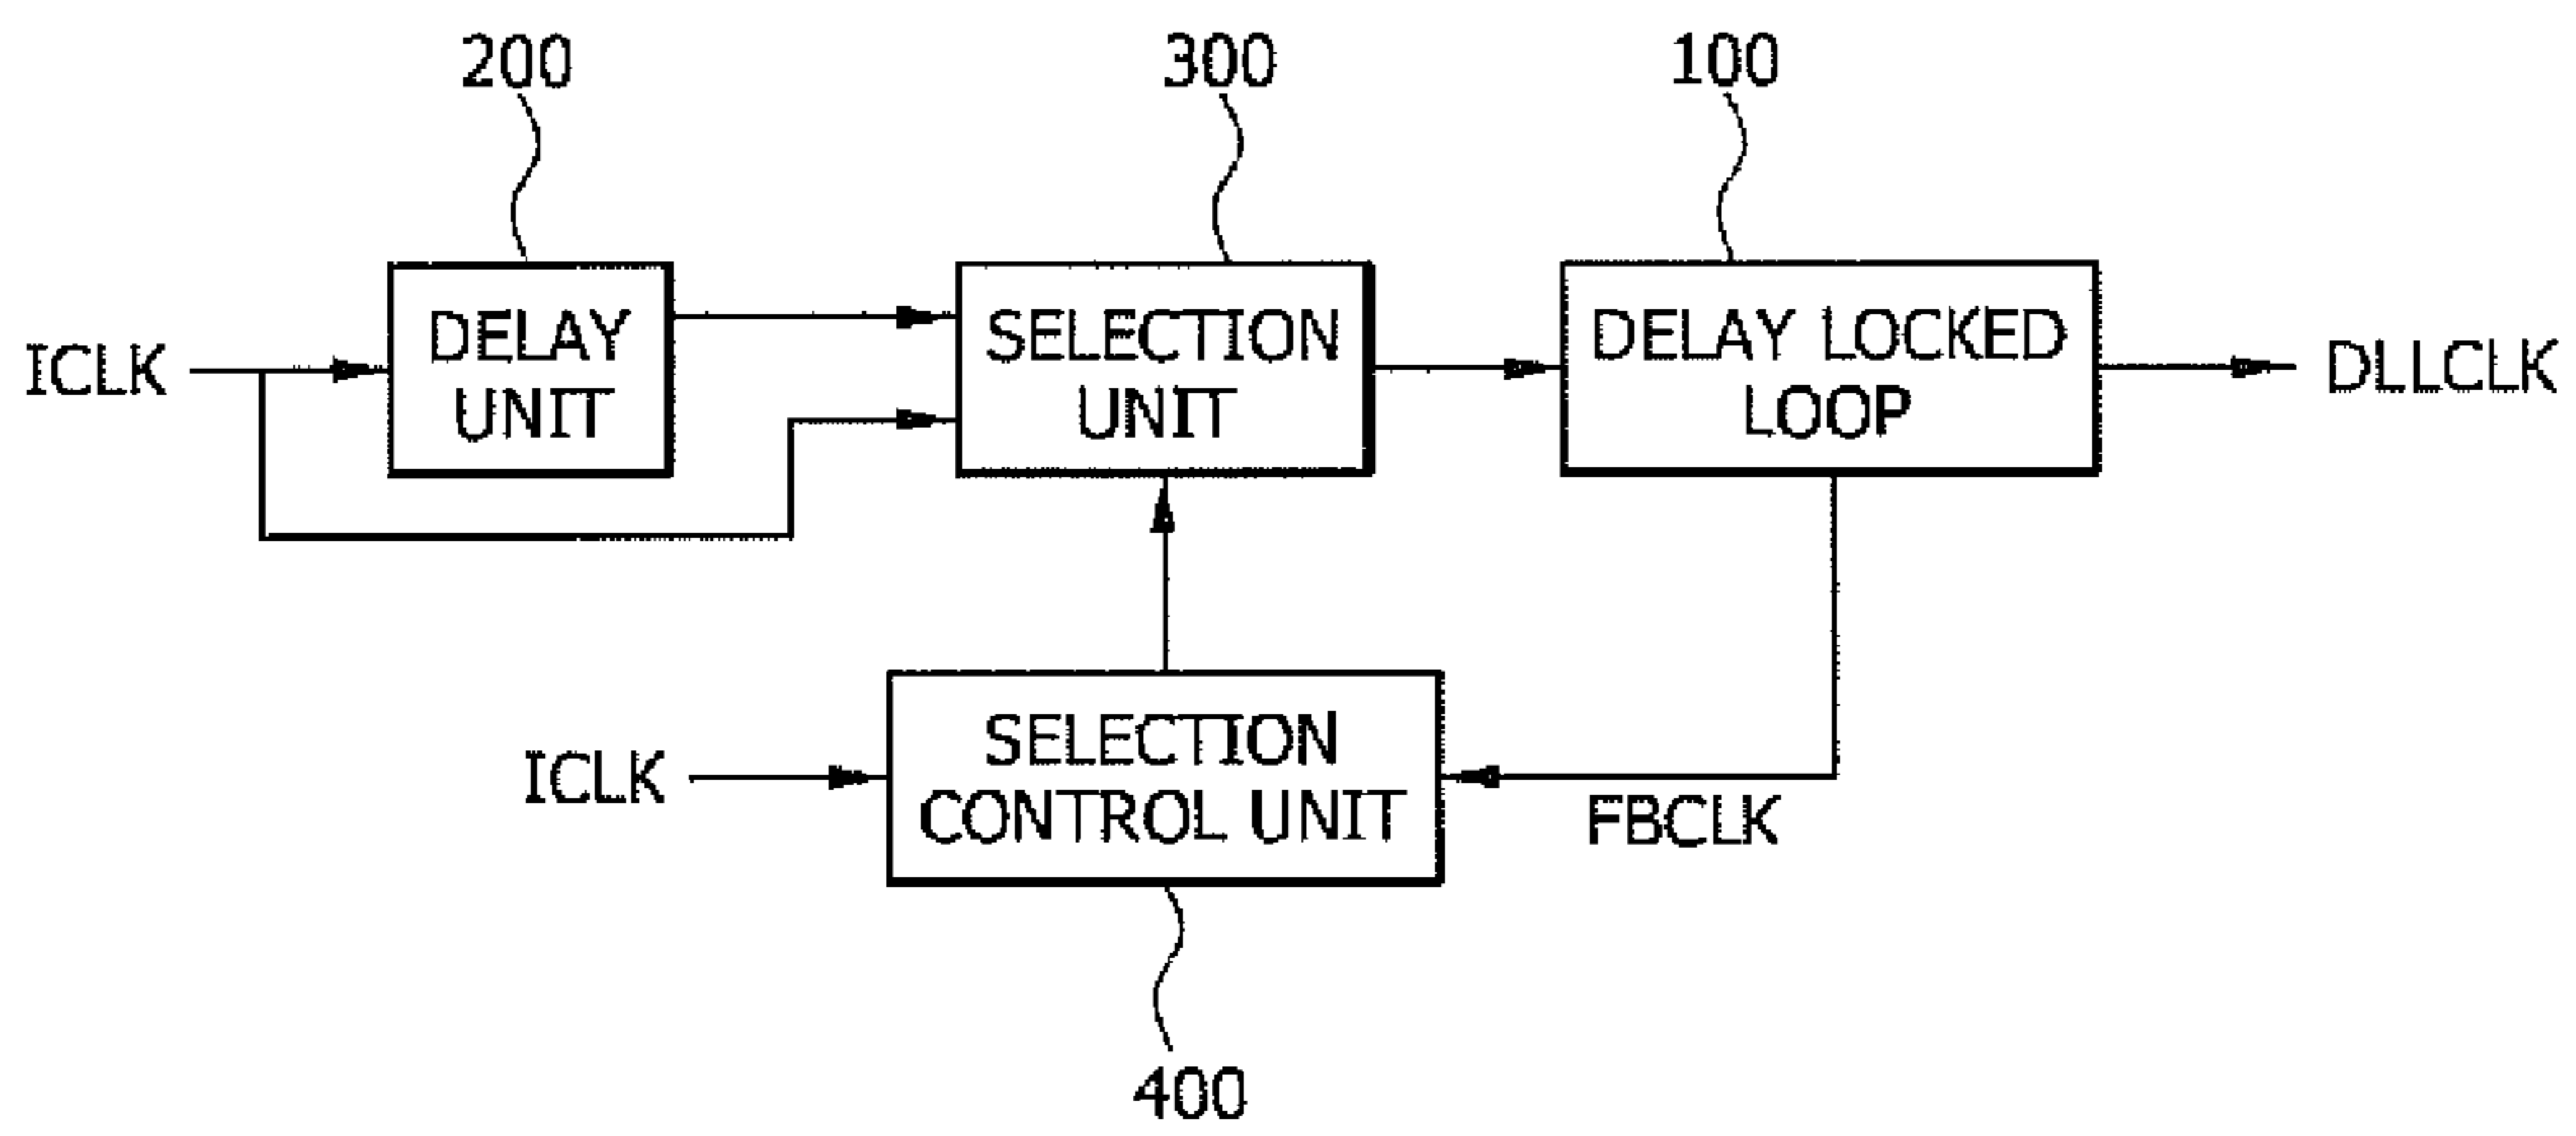 200
300
100
ICLK
DELAY
UNIT
SELECTION
UNIT
DELAY LOCKED
LOOP
DLLCLK
ICLK
SELECTION
CONTROL UNIT
FBCLK
400